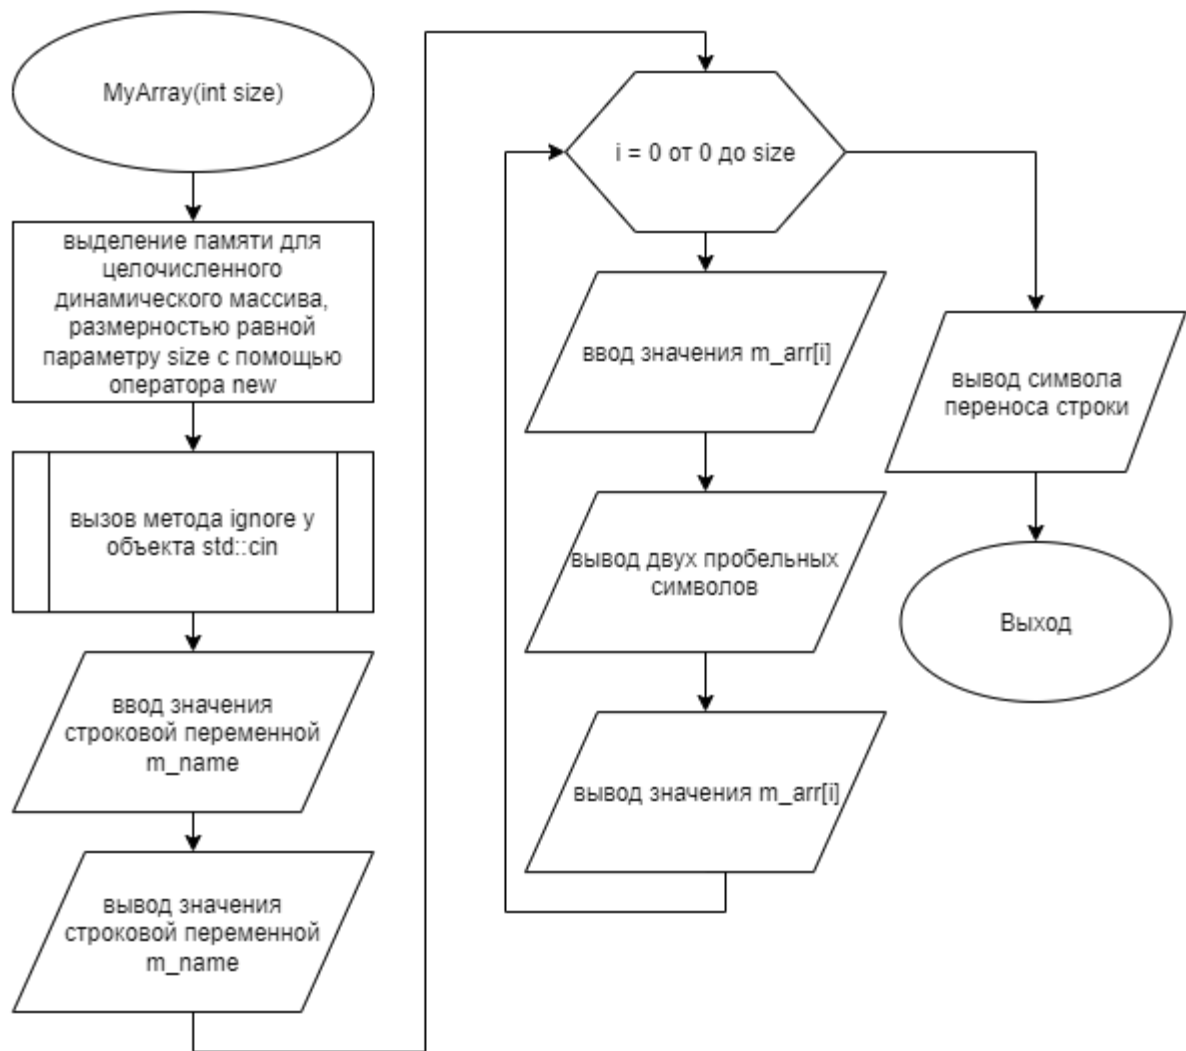 MyArray(int size)
выделение памяти для
целочисленного
динамического массива,
размерностью равной
параметру size с помощью
оператора new
вызов метода ignore у
объекта std::cin
ввод значения
строковой переменной
m_name
вывод значения
строковой переменной
m_name
i = 0 от 0 до size
ввод значения m_arr[i]
вывод двух пробельных
символов
вывод значения m_arr[i]
вывод символа
переноса строки
Выход